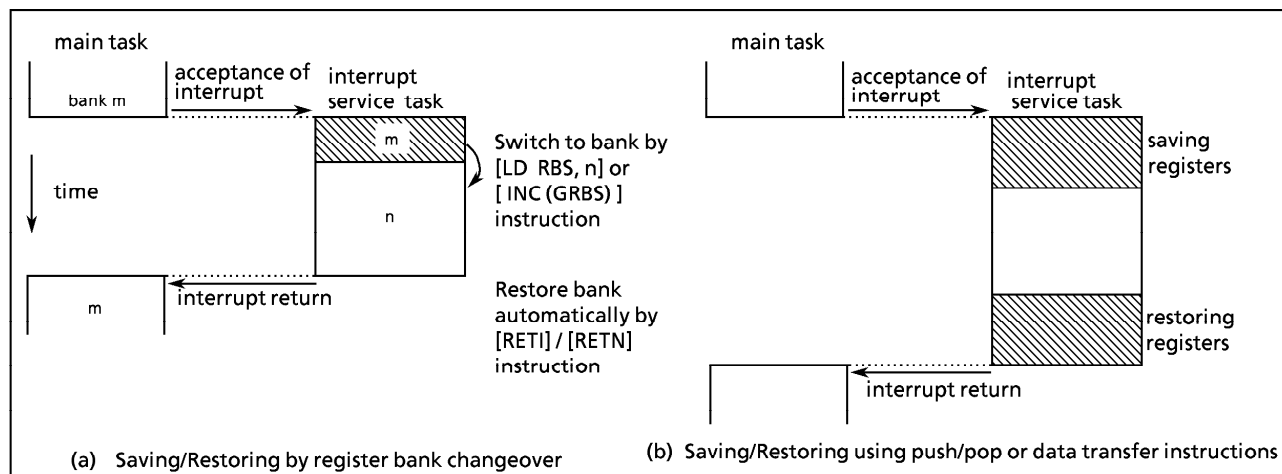 main task
acceptance of
interrupt
interrupt
service task
bank m
m
Switch to bank by
[LD RBS, n] or
[ INC (GRBS) ]
instruction
time
n
interrupt return
m
Restore bank
automatically by
[RETI] / [RETN]
instruction
(a) Saving/Restoring by register bank changeover
main task
acceptance of
interrupt
interrupt
service task
saving
registers
restoring
registers
interrupt return
(b) Saving/Restoring using push/pop or data transfer instructions